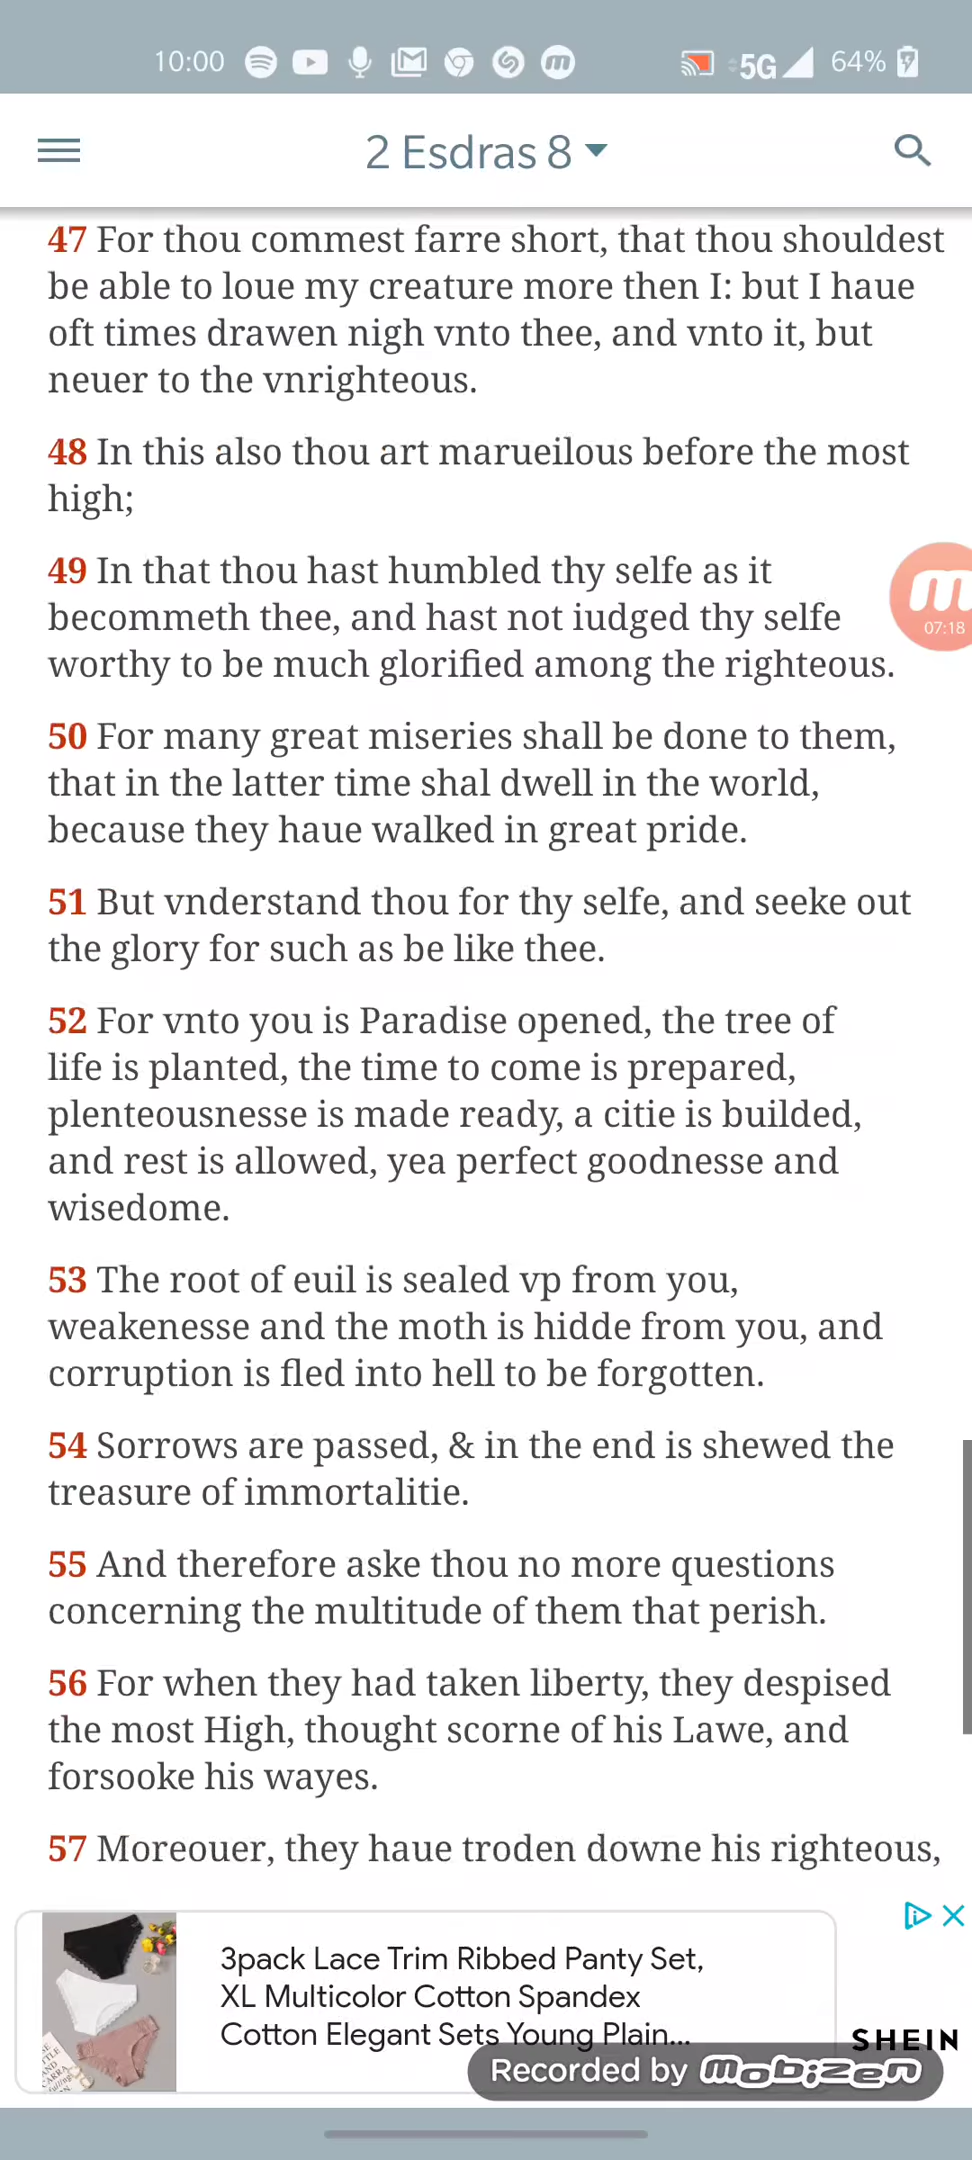 10:00
5G
64%
2 Esdras 8
47 For thou commest farre short, that thou shouldest
be able to loue my creature more then I: but I haue
oft times drawen nigh vnto thee, and vnto it, but
neuer to the vnrighteous.
48 In this also thou art marueilous before the most
high;
49 In that thou hast humbled thy selfe as it
becommeth thee, and hast not iudged thy selfe
worthy to be much glorified among the righteous.
07:18
50 For many great miseries shall be done to them,
that in the latter time shal dwell in the world,
because they haue walked in great pride.
51 But vnderstand thou for thy selfe, and seeke out
the glory for such as be like thee.
52 For vnto you is Paradise opened, the tree of
life is planted, the time to come is prepared,
plenteousnesse is made ready, a citie is builded,
and rest is allowed, yea perfect goodnesse and
wisedome.
53 The root of euil is sealed vp from you,
weakenesse and the moth is hidde from you, and
corruption is fled into hell to be forgotten.
54 Sorrows are passed, & in the end is shewed the
treasure of immortalitie.
55 And therefore aske thou no more questions
concerning the multitude of them that perish.
56 For when they had taken liberty, they despised
the most High, thought scorne of his Lawe, and
forsooke his wayes.
57 Moreouer, they haue troden downe his righteous,
3pack Lace Trim Ribbed Panty Set,
XL Multicolor Cotton Spandex
Cotton Elegant Sets Young Plain...
SHEIN
Recorded by mobizen